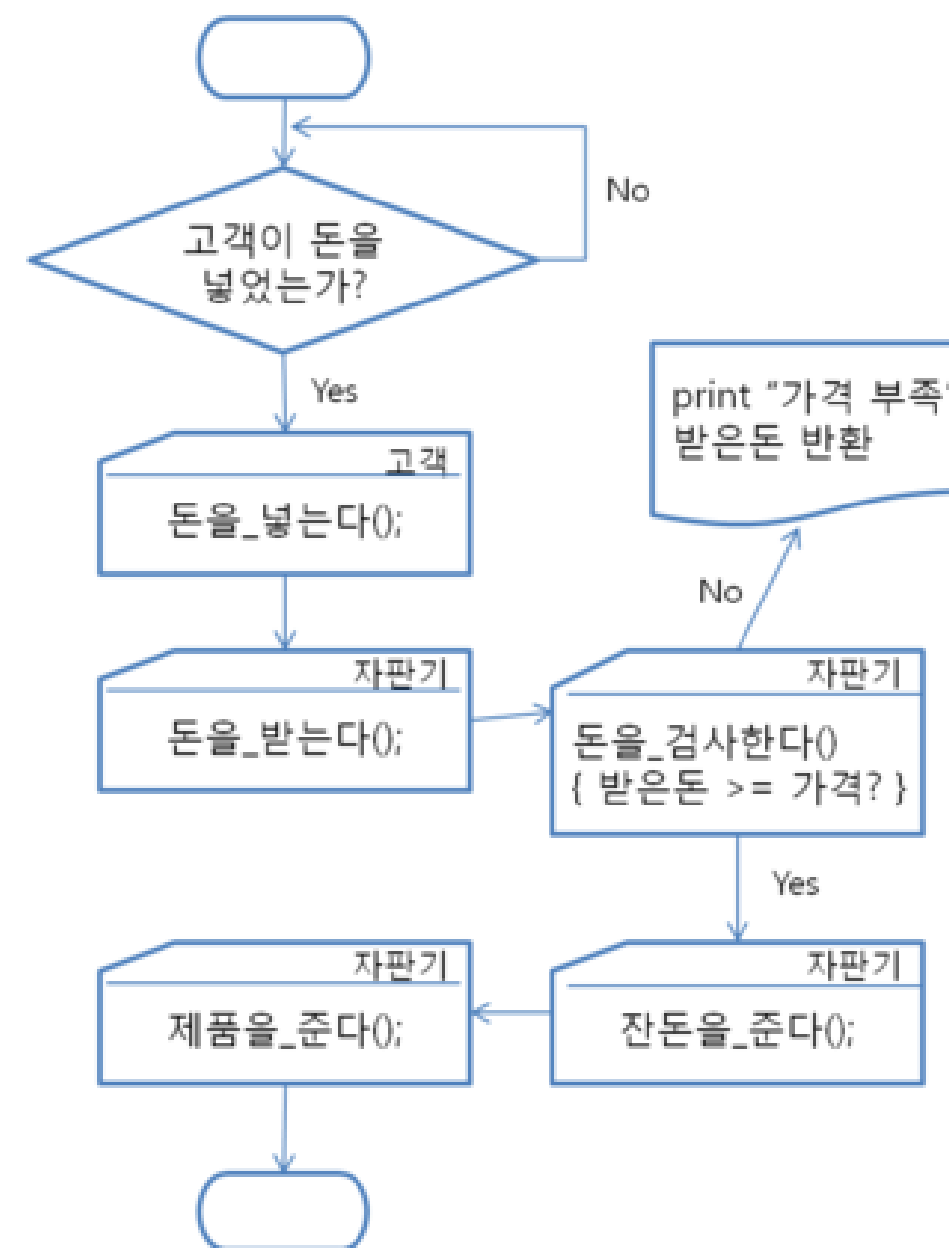 고객이 돈을
넣었는가?
No
Yes
고객
돈을_넣는다();
자판기
돈을_받는다();
print "가격 부족"
받은돈 반환
No
자판기
돈을_검사한다()
{ 받은돈 >= 가격? }
Yes
자판기
잔돈을_준다();
자판기
제품을_준다();